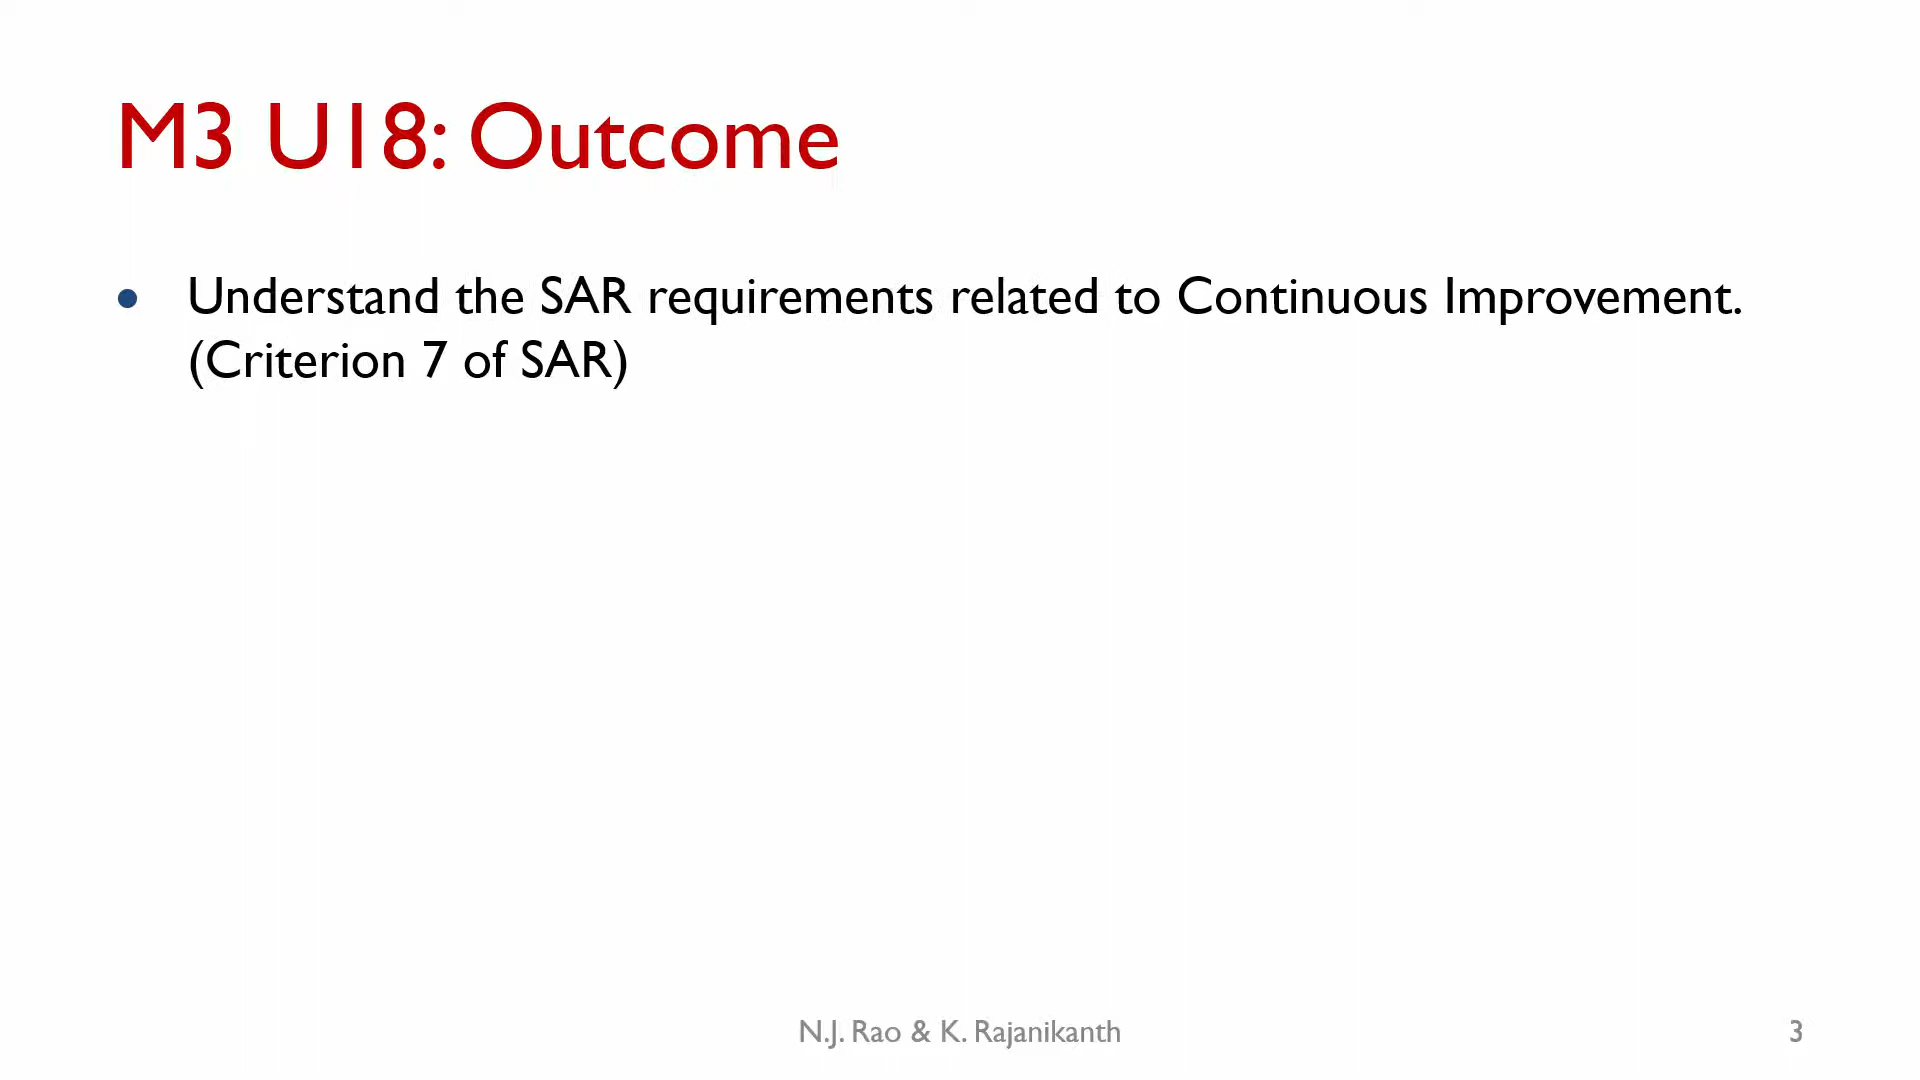 M3 U18: Outcome
• Understand the SAR requirements related to Continuous Improvement.
(Criterion 7 of SAR)
N.J. Rao & K. Rajanikanth
3